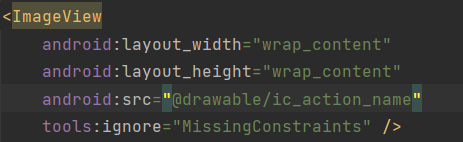 <ImageView
android:layout_width="wrap_content"
android:layout_height="wrap_content"
android:src="@drawable/ic_action_name"
tools:ignore="MissingConstraints" />